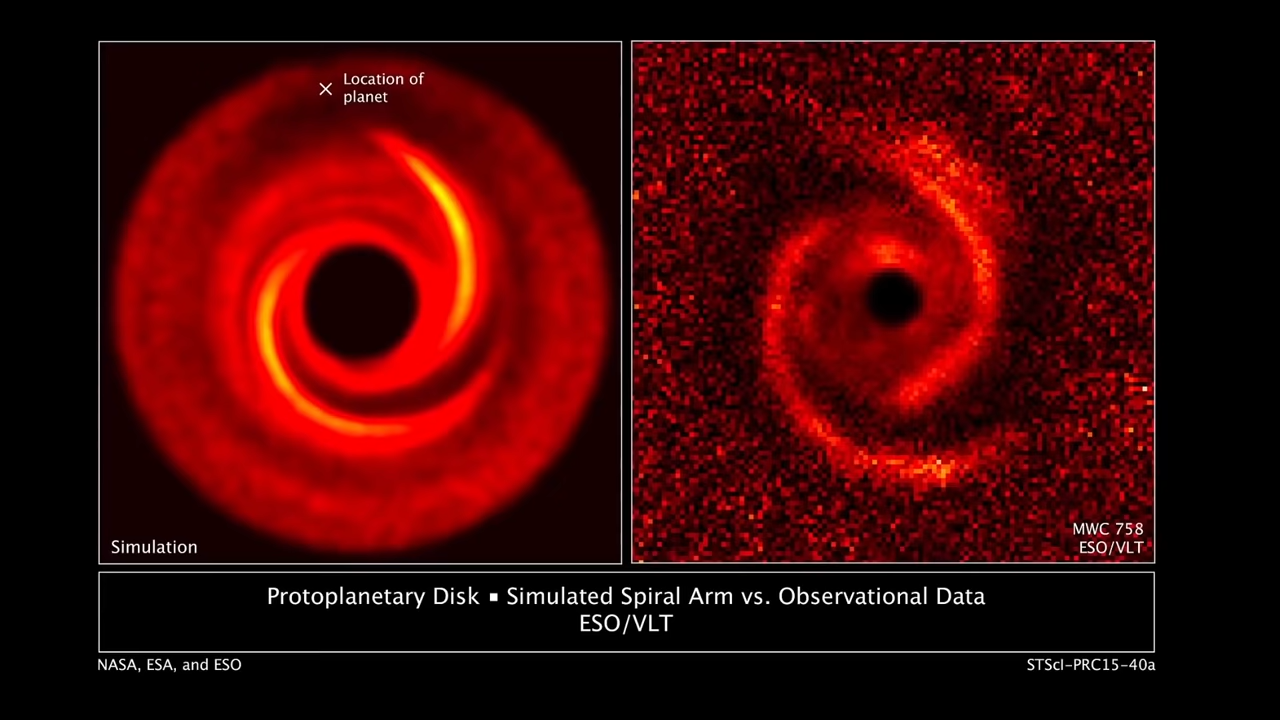 Location of
planet
Simulation
MWC 758
ESO/VLT
Protoplanetary Disk ▪ Simulated Spiral Arm vs. Observational Data
ESO/VLT
NASA, ESA, and ESO
STScI-PRC15-40a